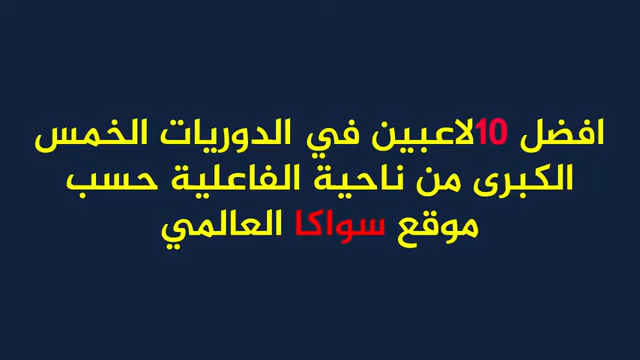 افضل 10لاعبين في الدوريات الخمس
الكبرى من ناحية الفاعلية حسب
موقع سواكا العالمي